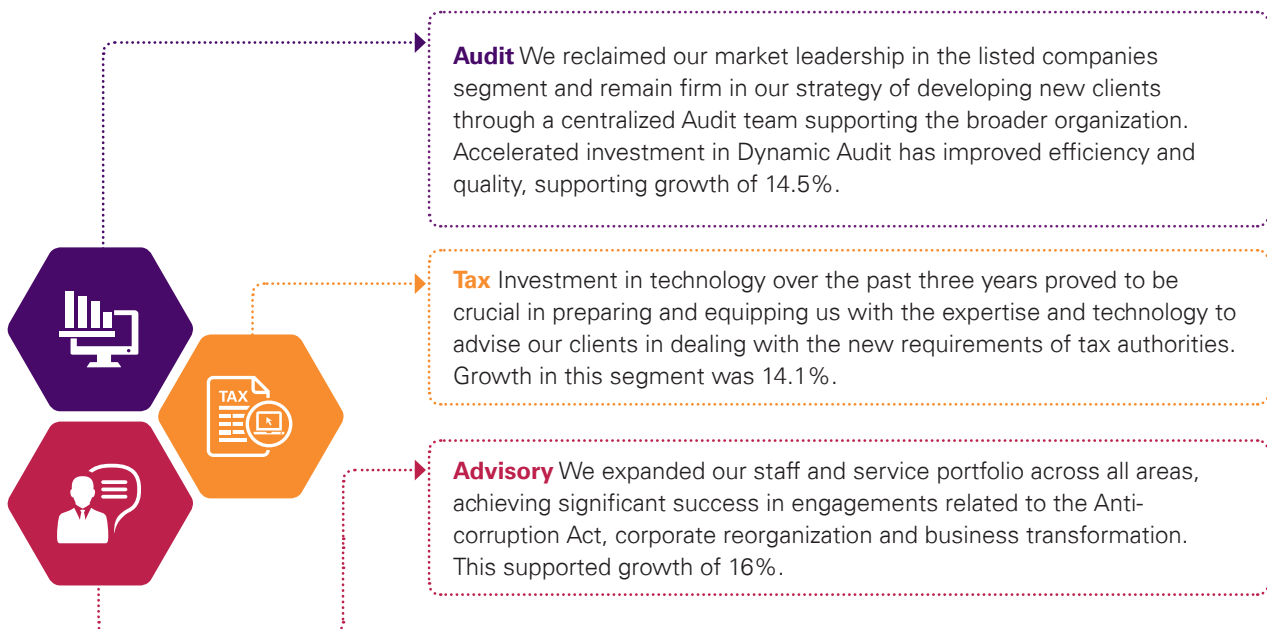 Audit We reclaimed our market leadership in the listed companies
segment and remain firm in our strategy of developing new clients
through a centralized Audit team supporting the broader organization.
Accelerated investment in Dynamic Audit has improved efficiency and
quality, supporting growth of 14.5%.
Tax Investment in technology over the past three years proved to be
crucial in preparing and equipping us with the expertise and technology to
advise our clients in dealing with the new requirements of tax authorities.
Growth in this segment was 14.1%.
TAX
Advisory We expanded our staff and service portfolio across all areas,
achieving significant success in engagements related to the Anti-
corruption Act, corporate reorganization and business transformation.
This supported growth of 16%.